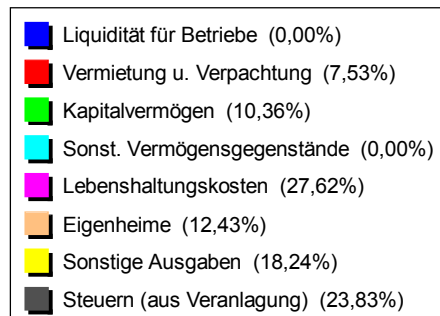 Liquidität für Betriebe (0,00%)
Vermietung u. Verpachtung (7,53%)
Kapitalvermögen (10,36%)
Sonst. Vermögensgegenstände (0,00%)
Lebenshaltungskosten (27,62%)
Eigenheime (12,43%)
Sonstige Ausgaben (18,24%)
Steuern (aus Veranlagung) (23,83%)